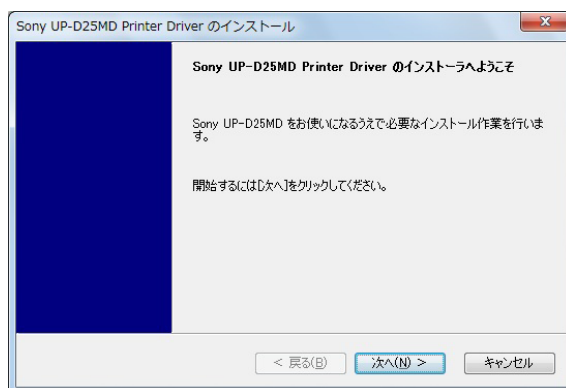 Sony UP-D25MD Printer Driver のインストール
Sony UP-D25MD Printer Driver のインストーラへようこそ
Sony UP-D25MD をお使いになるうえで必要なインストール作業を行いま
す。
開始するには[次へ]をクリックしてください。
< 戻る(B)
次へ(N) >
キャンセル